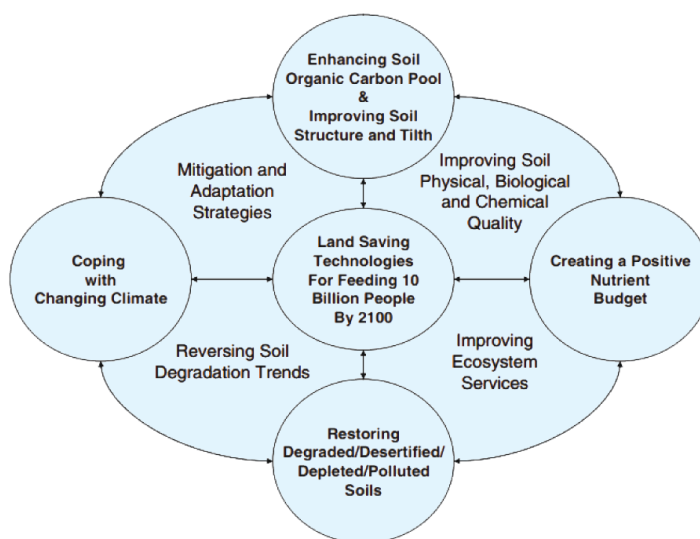 Enhancing Soil
Organic Carbon Pool
&
Improving Soil
Structure and Tilth
Mitigation and
Adaptation
Strategies
Improving Soil
Physical, Biological
and Chemical
Quality
Coping
with
Changing Climate
Land Saving
Technologies
For Feeding 10
Billion People
By 2100
Creating a Positive
Nutrient
Budget
Reversing Soil
Degradation Trends
Improving
Ecosystem
Services
Restoring
Degraded/Desertified/
Depleted/Polluted
Soils